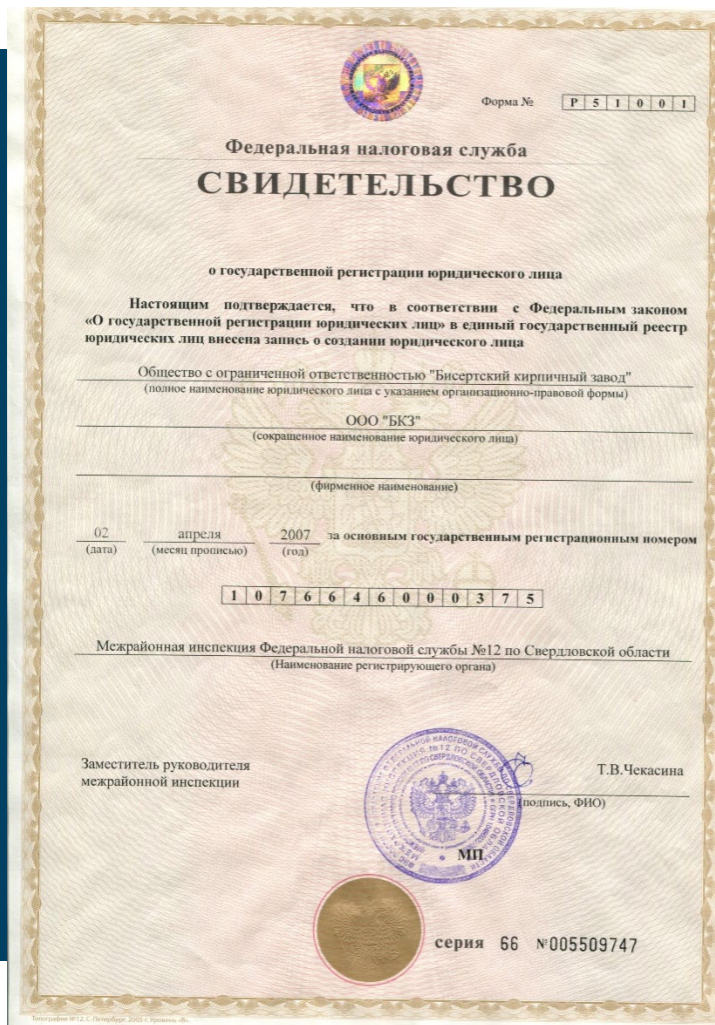 Форма № Р51001
Федеральная налоговая служба
СВИДЕТЕЛЬСТВО
о государственной регистрации юридического лица
Настоящим подтверждается, что в соответствии с Федеральным законом
«О государственной регистрации юридических лиц» в единый государственный реестр
юридических лиц внесена запись о создании юридического лица
Общество с ограниченной ответственностью "Бисертский кирпичный завод"
(полное наименование юридического лица с указанием организационно-правовой формы)
ООО "БКЗ"
(сокращенное наименование юридического лица)
(фирменное наименование)
02 апреля 2007 за основным государственным регистрационным номером
(дата) (месяц прописью) (год)
1076646000375
Межрайонная инспекция Федеральной налоговой службы №12 по Свердловской области
(Наименование регистрирующего органа)
Заместитель руководителя
межрайонной инспекции
Т.В.Чекасина
(подпись, ФИО)
МП
серия 66 №005509747